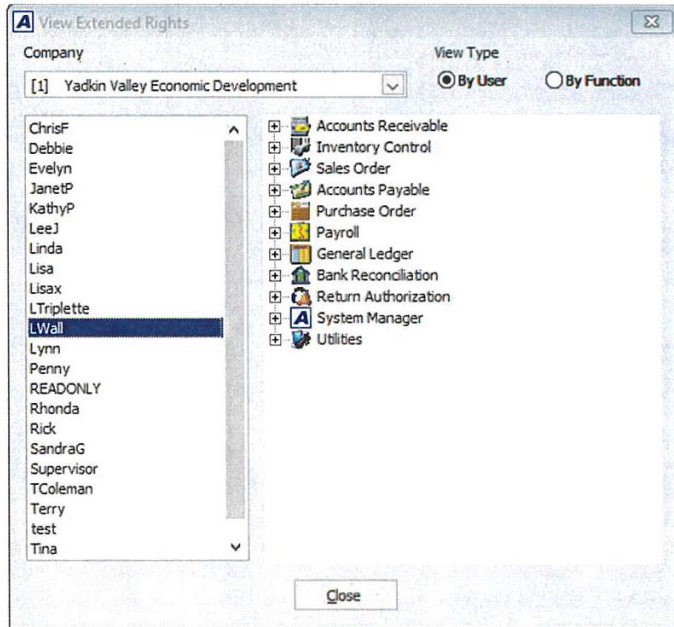 A View Extended Rights
Company
View Type
[1] Yadkin Valley Economic Development
By User
By Function
ChrisF
Debbie
Evelyn
JanetP
KathyP
LeeJ
Linda
Lisa
Lisax
LTriplette
LWall
Lynn
Penny
READONLY
Rhonda
Rick
SandraG
Supervisor
TColeman
Terry
test
Tina
Accounts Receivable
Inventory Control
Sales Order
Accounts Payable
Purchase Order
Payroll
General Ledger
Bank Reconciliation
Return Authorization
A System Manager
Utilities
Close